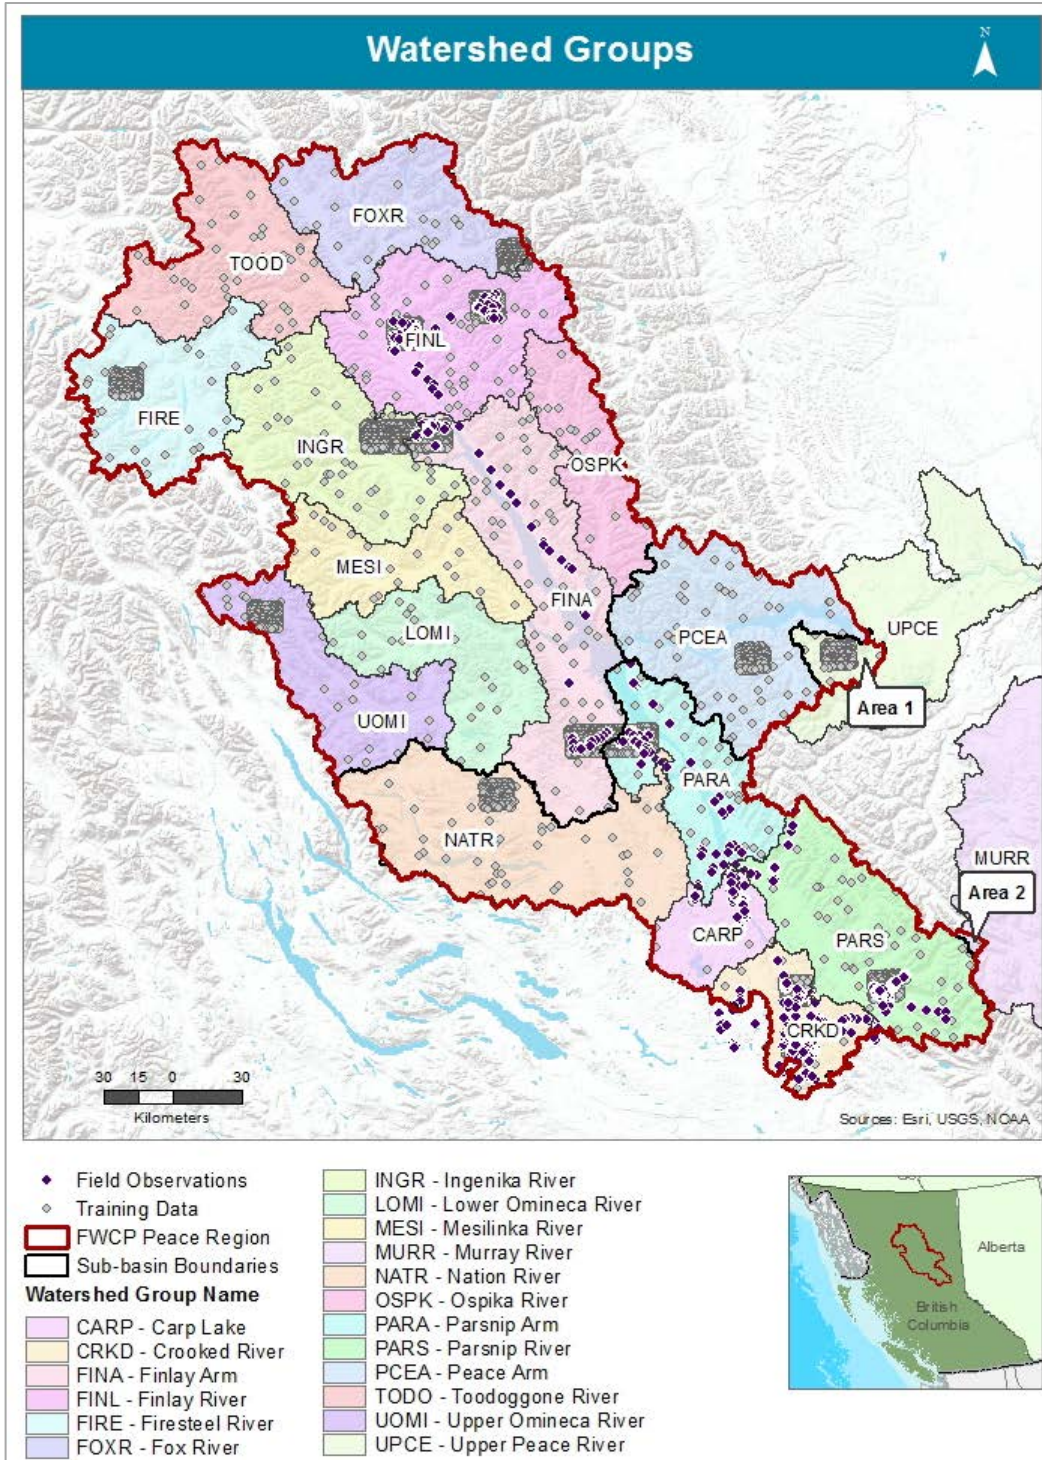 Watershed Groups
N
FOXR
TOOD
FINL
FIRE
INGR
OSPK
MESI
FINA
LOMI
PCEA
UPCE
Area 1
UOMI
PARA
NATR
MURR
Area 2
CARP
PARS
CRKD
30 15 0 30
Kilometers
Sources: Esri, USGS, NOAA
Field Observations
Training Data
FWCP Peace Region
Sub-basin Boundaries
Watershed Group Name
CARP - Carp Lake
CRKD - Crooked River
FINA - Finlay Arm
FINL - Finlay River
FIRE - Firesteel River
FOXR - Fox River
INGR - Ingenika River
LOMI - Lower Omineca River
MESI - Mesilinka River
MURR - Murray River
NATR - Nation River
OSPK - Ospika River
PARA - Parsnip Arm
PARS - Parsnip River
PCEA - Peace Arm
TODO - Toodoggone River
UOMI - Upper Omineca River
UPCE - Upper Peace River
Alberta
British
Columbia